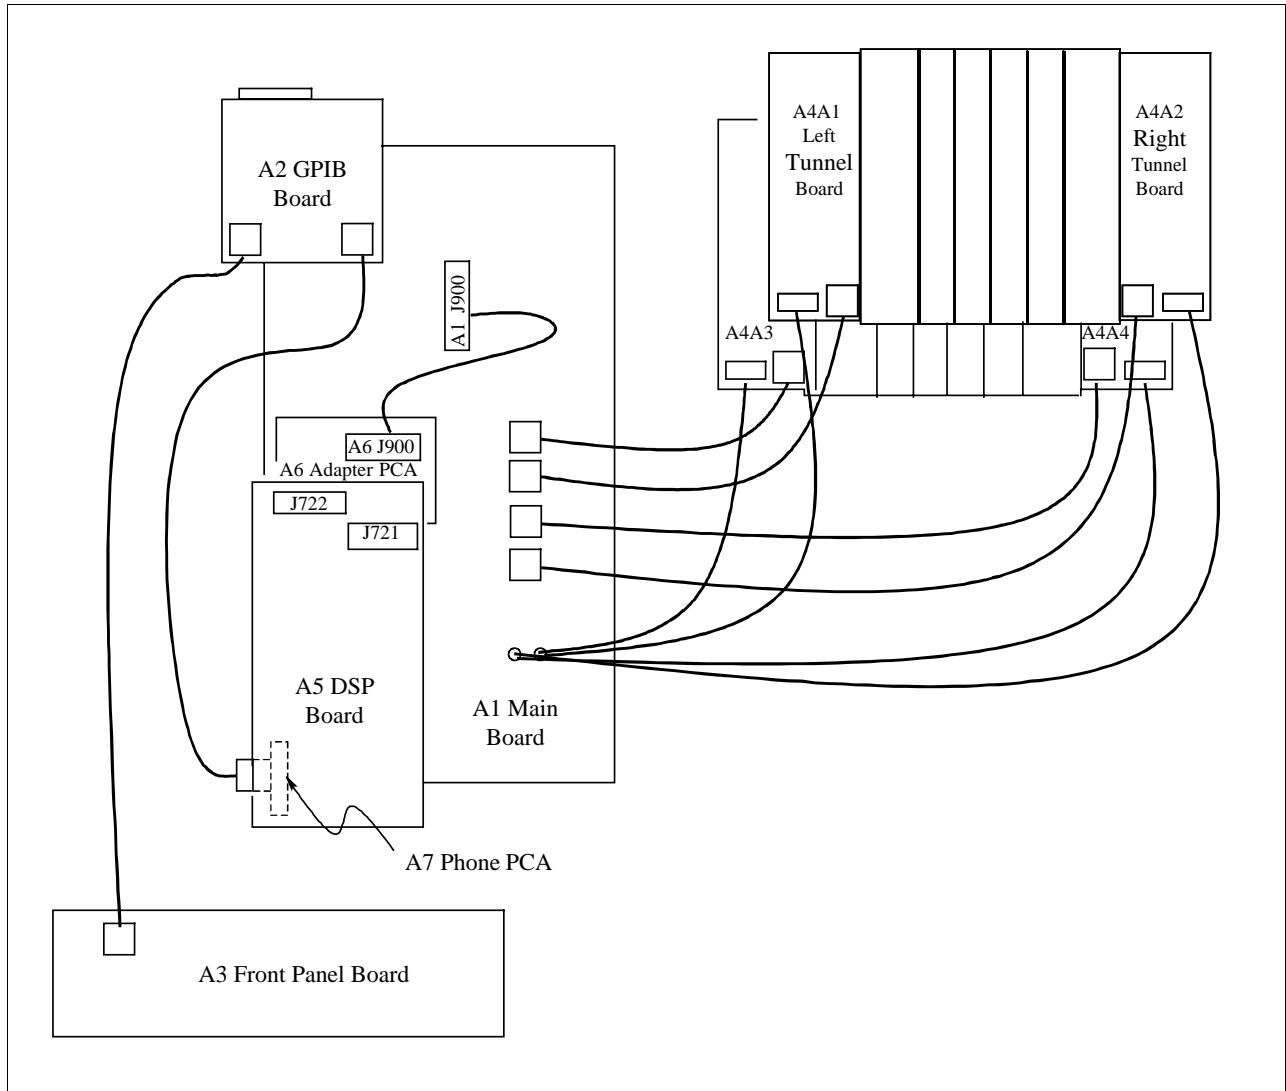 A2 GPIB
Board
A4A1
Left
Tunnel
Board
A4A2
Right
Tunnel
Board
A1 J900
A4A3
A4A4
A6 J900
A6 Adapter PCA
J722
J721
A5 DSP
Board
A1 Main
Board
A7 Phone PCA
A3 Front Panel Board